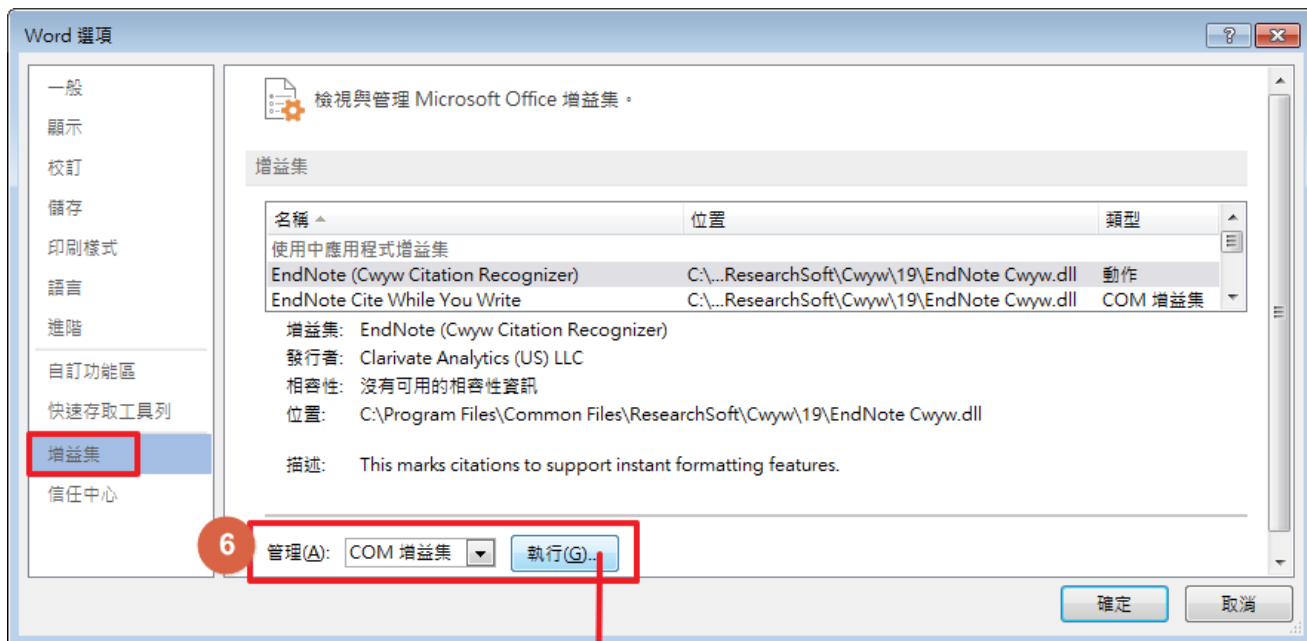 Word 選項
一般
顯示
校訂
儲存
印刷樣式
語言
進階
自訂功能區
快速存取工具列
增益集
信任中心
檢視與管理 Microsoft Office 增益集。
增益集
名稱 位置 類型
使用中應用程式增益集
EndNote (Cwyw Citation Recognizer) C:\...ResearchSoft\Cwyw\19\EndNote Cwyw.dll 動作
EndNote Cite While You Write C:\...ResearchSoft\Cwyw\19\EndNote Cwyw.dll COM 增益集
增益集: EndNote (Cwyw Citation Recognizer)
發行者: Clarivate Analytics (US) LLC
相容性: 沒有可用的相容性資訊
位置: C:\Program Files\Common Files\ResearchSoft\Cwyw\19\EndNote Cwyw.dll
描述: This marks citations to support instant formatting features.
6 管理(A): COM 增益集 執行(G)...
確定 取消